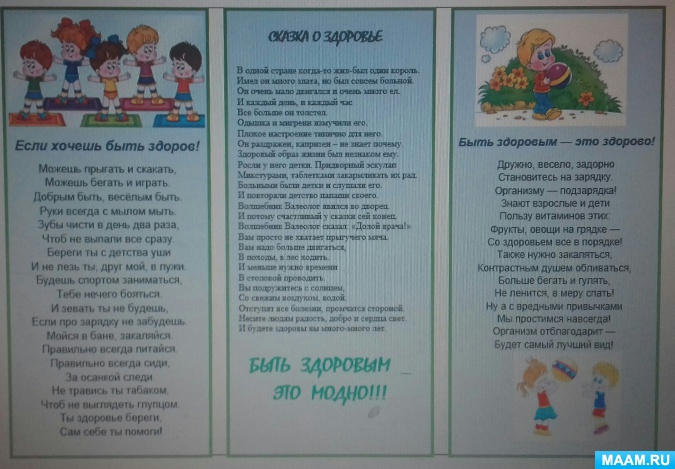 Если хочешь быть здоров!
Можешь прыгать и скакать,
Можешь бегать и играть.
Добрым быть, весёлым быть.
Руки всегда с мылом мыть.
Зубы чисти в день два раза,
Чтоб не выпали все сразу.
Береги ты с детства уши
И не лезь ты, друг мой, в лужи.
Будешь спортом заниматься,
Тебе нечего бояться.
И зевать ты не будешь,
Если про зарядку не забудешь.
Мойся в бане, закаляйся.
Правильно всегда питайся.
Правильно всегда сиди,
За осанкой следи.
Не травись ты табаком,
Чтоб не выглядеть глупцом.
Ты здоровье береги,
Сам себе ты помоги!
СКАЗКА О ЗДОРОВЬЕ
В одной стране когда-то жил-был один король.
Имел он много злата, но был совсем больной.
Он очень мало двигался и очень много ел.
И каждый день, и каждый час
Все больше он толстел.
Одышка и мигрени измучили его.
Плохое настроение типично для него.
Он раздражен, капризен – не знает почему.
Здоровый образ жизни был незнаком ему.
Росли у него детки. Придворный эскулап
Микстурами, таблетками закармливать их рад.
Больными были детки и слушали его.
И повторяли детство папаши своего.
Волшебник Валеолог явился во дворец.
И потому счастливый у сказки сей конец.
Волшебник Валеолог сказал: «Долой врача!»
Вам просто не хватает прыгучего мяча.
Вам надо больше двигаться,
В походы, в лес ходить.
И меньше нужно времени
В столовой проводить.
Вы подружитесь с солнцем,
Со свежим воздухом, водой.
Отступят все болезни, промчатся стороной.
Несите людям радость, добро и сердца свет.
И будете здоровы вы много-много лет.
БЫТЬ ЗДОРОВЫМ –
ЭТО МОДНО!!!
Быть здоровым — это здорово!
Дружно, весело, задорно
Становитесь на зарядку.
Организму — подзарядка!
Знают взрослые и дети
Пользу витаминов этих:
Фрукты, овощи на грядке —
Со здоровьем все в порядке!
Также нужно закаляться,
Контрастным душем обливаться,
Больше бегать и гулять,
Не ленится, в меру спать!
Ну а с вредными привычками
Мы простимся навсегда!
Организм отблагодарит —
Будет самый лучший вид!
MAAM.RU